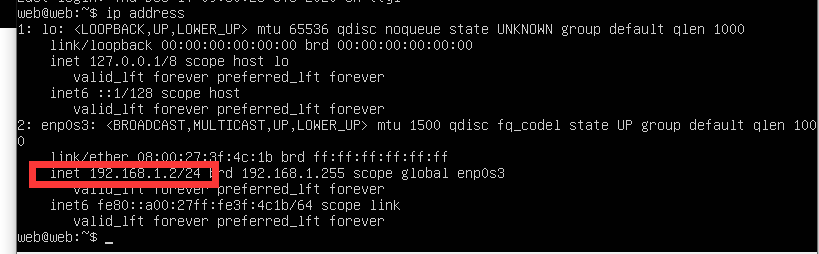 web@web:~$ ip address
1: lo: <LOOPBACK,UP,LOWER_UP> mtu 65536 qdisc noqueue state UNKNOWN group default qlen 1000
link/loopback 00:00:00:00:00:00 brd 00:00:00:00:00:00
inet 127.0.0.1/8 scope host lo
valid_lft forever preferred_lft forever
inet6 ::1/128 scope host
valid_lft forever preferred_lft forever
2: enp0s3: <BROADCAST,MULTICAST,UP,LOWER_UP> mtu 1500 qdisc fq_codel state UP group default qlen 100
0
link/ether 08:00:27:3f:4c:1b brd ff:ff:ff:ff:ff:ff
inet 192.168.1.2/24 brd 192.168.1.255 scope global enp0s3
valid_lft forever preferred_lft forever
inet6 fe80::a00:27ff:fe3f:4c1b/64 scope link
valid_lft forever preferred_lft forever
web@web:~$ _